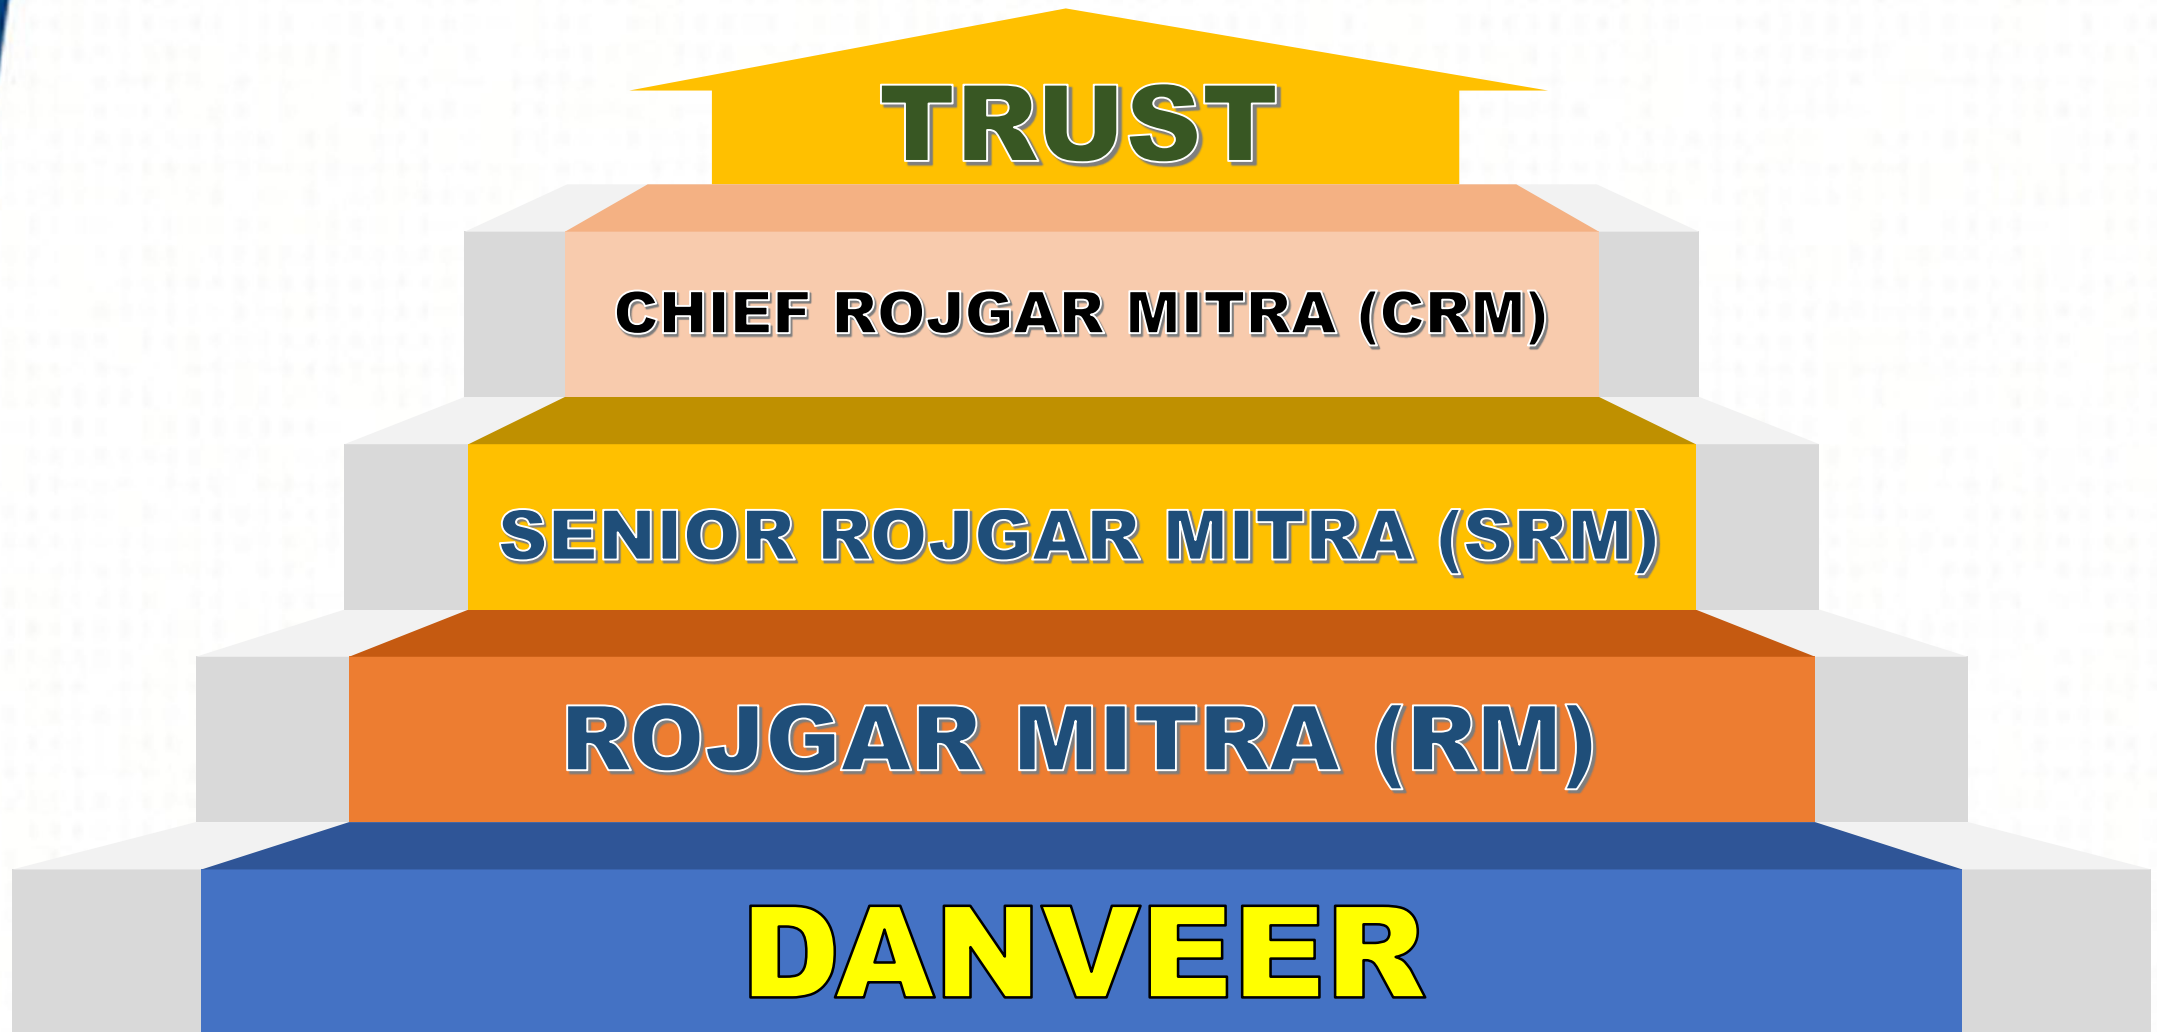 TRUST
CHIEF ROJGAR MITRA (CRM)
SENIOR ROJGAR MITRA (SRM)
ROJGAR MITRA (RM)
DANVEER